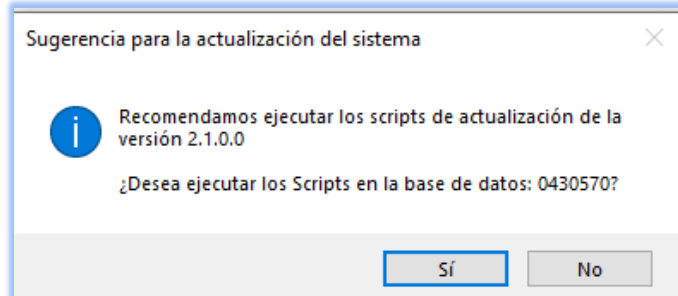 Sugerencia para la actualización del sistema
Recomendamos ejecutar los scripts de actualización de la
versión 2.1.0.0
¿Desea ejecutar los Scripts en la base de datos: 0430570?
Sí
No